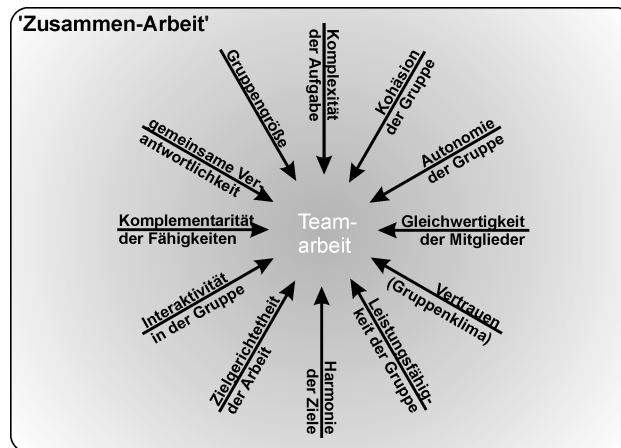 'Zusammen-Arbeit'
Komplexität
der Aufgabe
Kohäsion
der Gruppe
Autonomie
der Gruppe
Gleichwertigkeit
der Mitglieder
Vertrauen
(Gruppenklima)
Leistungsfähig-
keit der Gruppe
Harmonie
der Ziele
Zielgerichtetheit
der Arbeit
Interaktivität
in der Gruppe
Komplementarität
der Fähigkeiten
gemeinsame Ver-
antwortlichkeit
Gruppengröße
Team-
arbeit